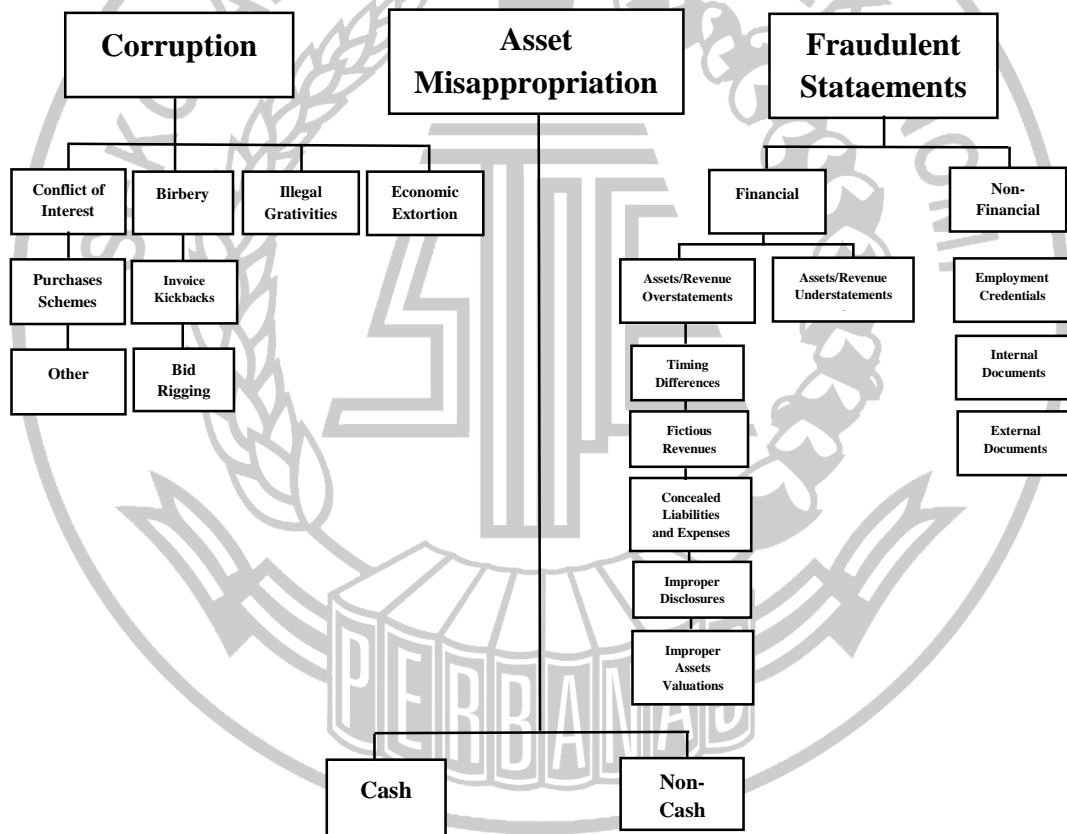 Corruption
Asset
Misappropriation
Fraudulent
Stataements
Conflict of
Interest
Birbery
Illegal
Grativities
Economic
Extortion
Financial
Non-
Financial
Purchases
Schemes
Invoice
Kickbacks
Assets/Revenue
Overstatements
Assets/Revenue
Understatements
Employment
Credentials
Other
Bid
Rigging
Timing
Differences
Internal
Documents
Fictious
Revenues
External
Documents
Concealed
Liabilities
and Expenses
Improper
Disclosures
Improper
Assets
Valuations
Cash
Non-
Cash
PERBANAS